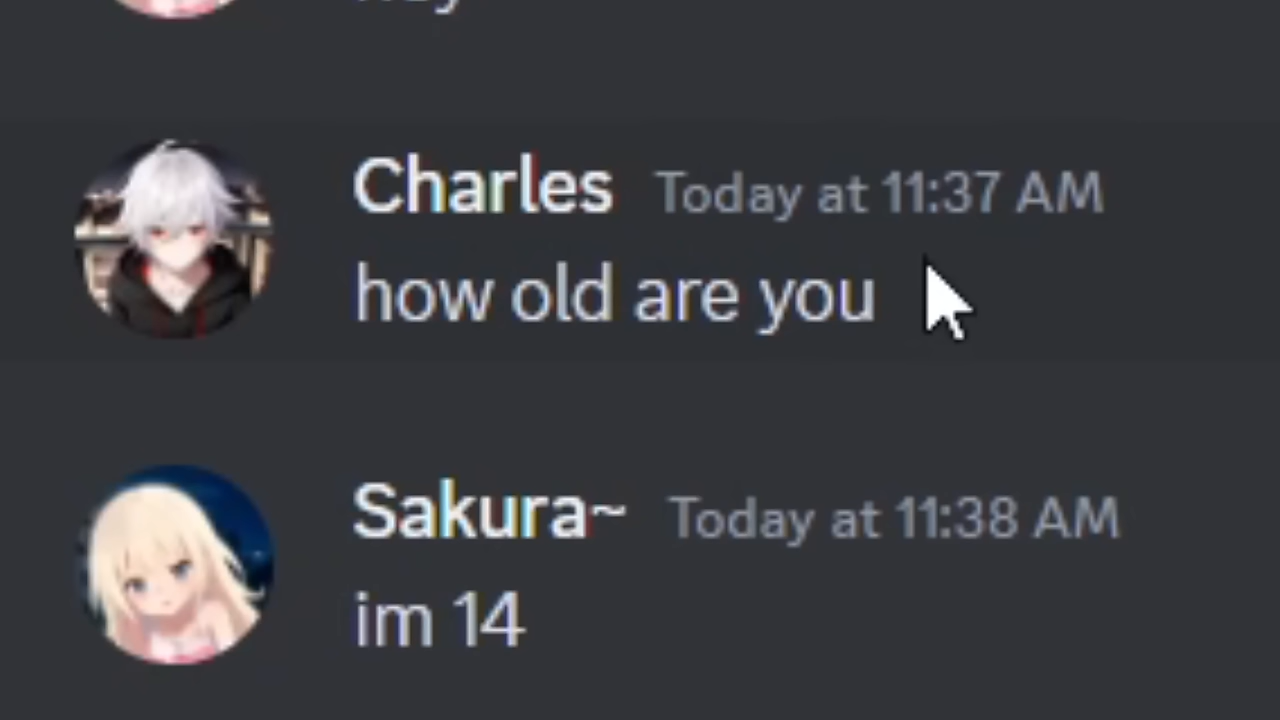 Charles Today at 11:37 AM
how old are you
Sakura~ Today at 11:38 AM
im 14